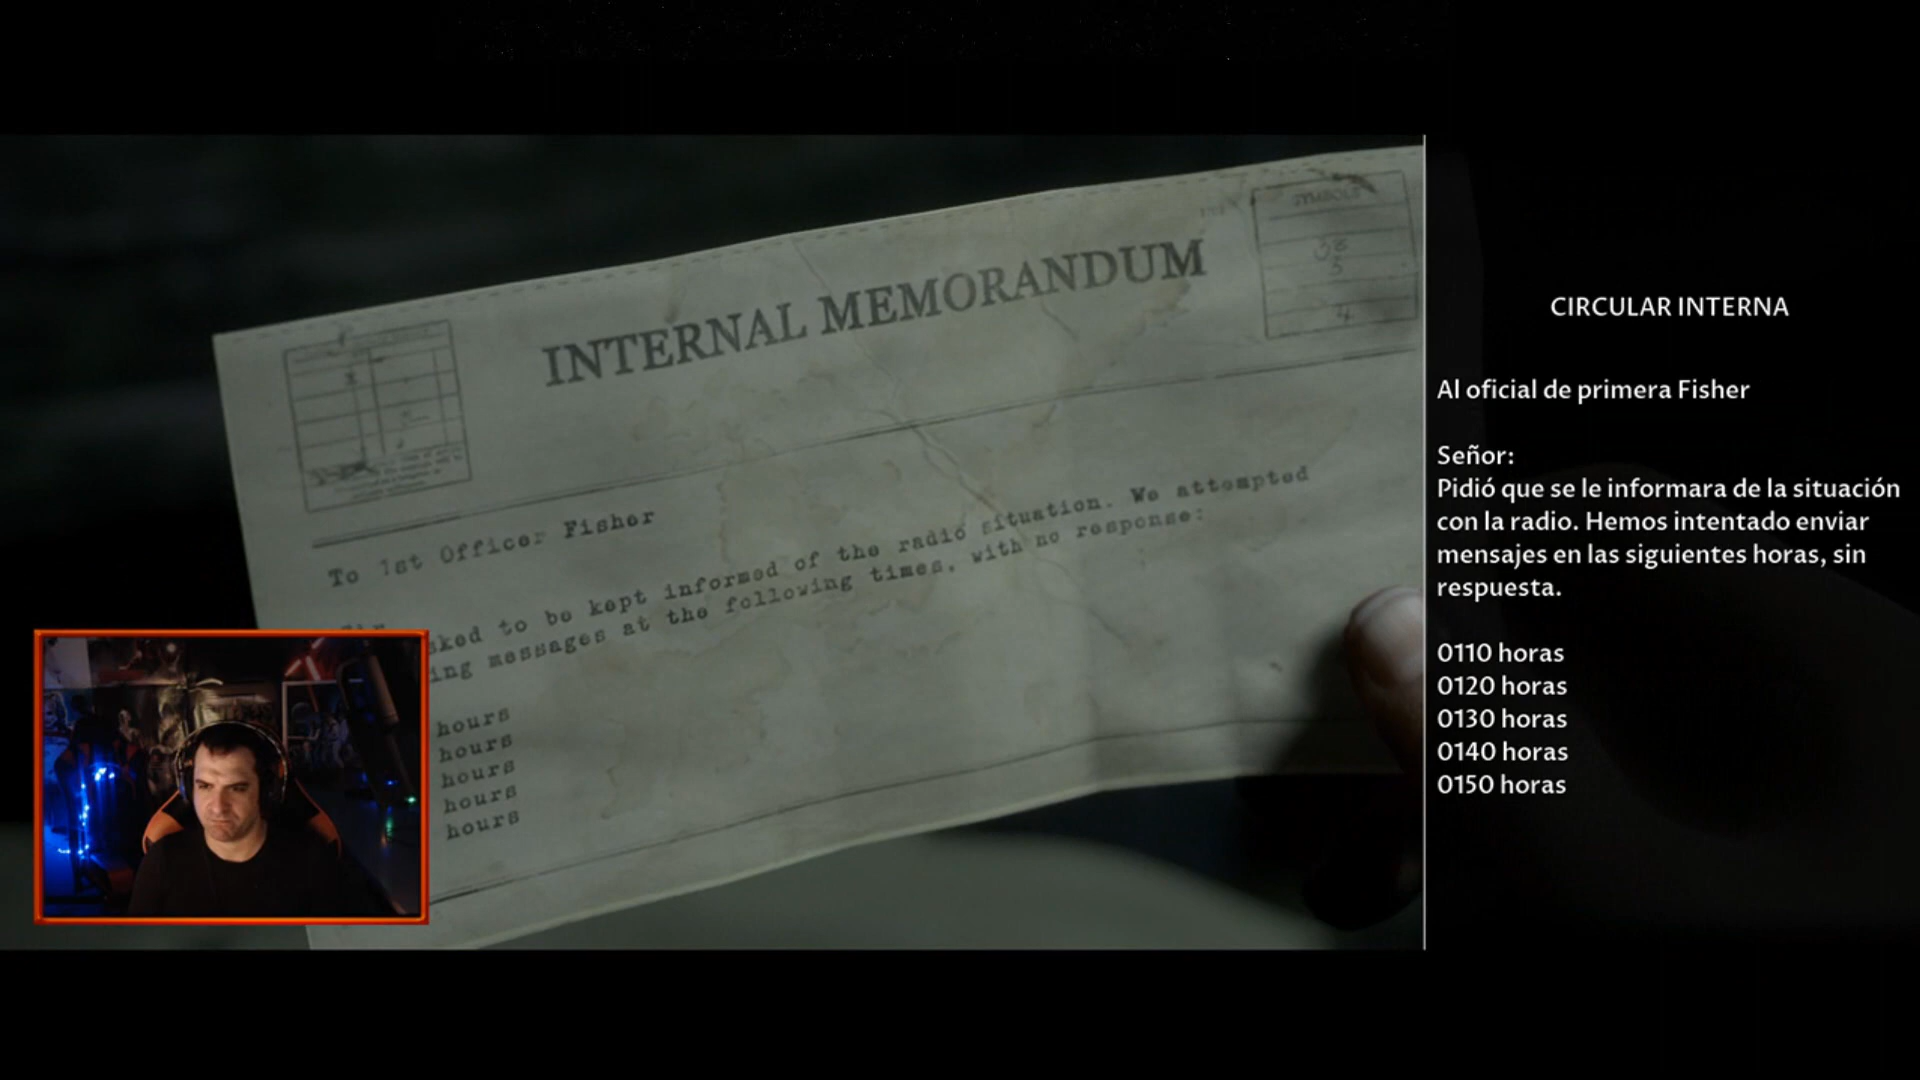 INTERNAL MEMORANDUM
To 1st Officer Fisher
to be kept informed of the radio situation. We attempted
messages at the following times, with no response:
hours
hours
hours
hours
hours
CIRCULAR INTERNA
Al oficial de primera Fisher
Señor:
Pidió que se le informara de la situación
con la radio. Hemos intentado enviar
mensajes en las siguientes horas, sin
respuesta.
0110 horas
0120 horas
0130 horas
0140 horas
0150 horas